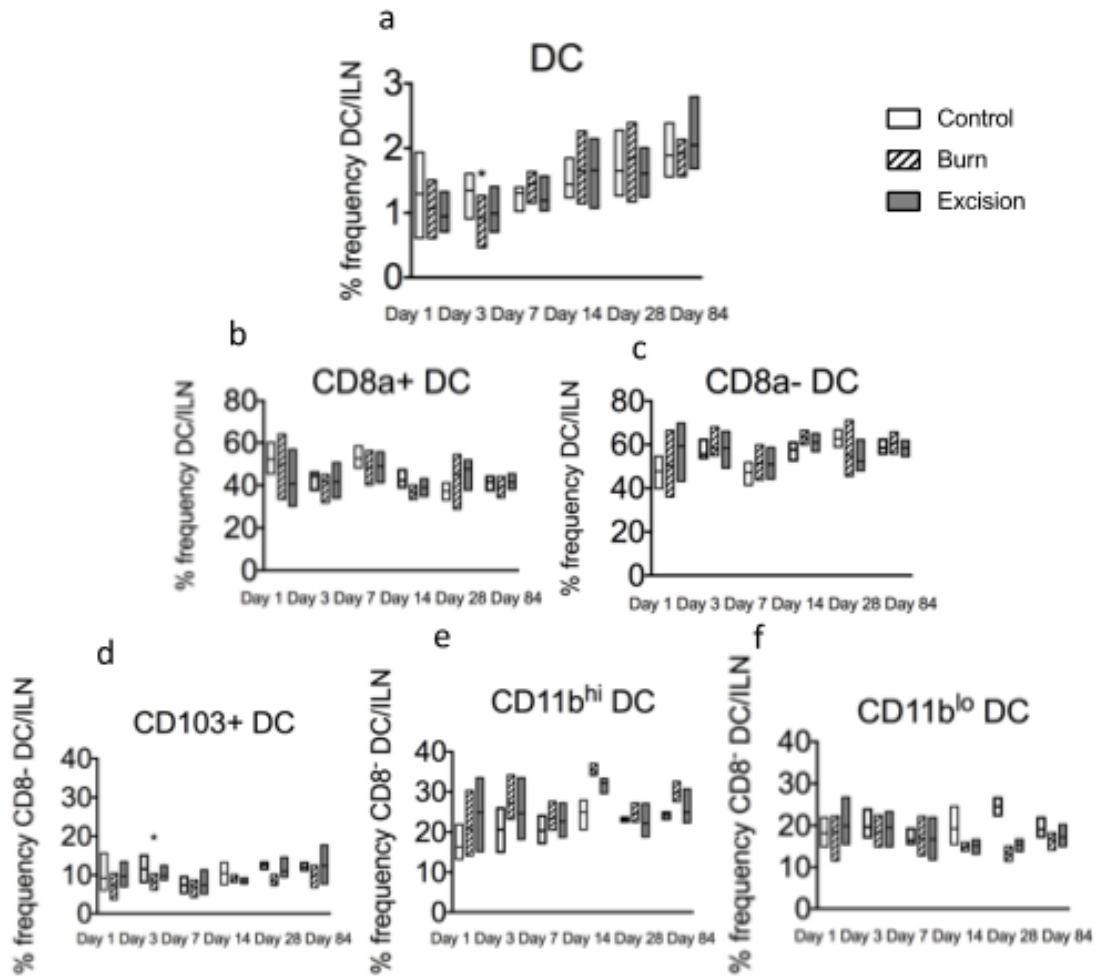 a
DC
% frequency DC/ILN
3
2
1
0
Day 1 Day 3 Day 7 Day 14 Day 28 Day 84
*
Control
Burn
Excision
b
CD8a+ DC
% frequency DC/ILN
80
60
40
20
0
Day 1 Day 3 Day 7 Day 14 Day 28 Day 84
c
CD8a- DC
% frequency DC/ILN
80
60
40
20
0
Day 1 Day 3 Day 7 Day 14 Day 28 Day 84
d
CD103+ DC
% frequency CD8- DC/ILN
40
30
20
10
0
*
Day 1 Day 3 Day 7 Day 14 Day 28 Day 84
e
CD11bʰⁱ DC
% frequency CD8⁻ DC/ILN
40
30
20
10
0
Day 1 Day 3 Day 7 Day 14 Day 28 Day 84
f
CD11bˡᵒ DC
% frequency CD8⁻ DC/ILN
40
30
20
10
0
Day 1 Day 3 Day 7 Day 14 Day 28 Day 84